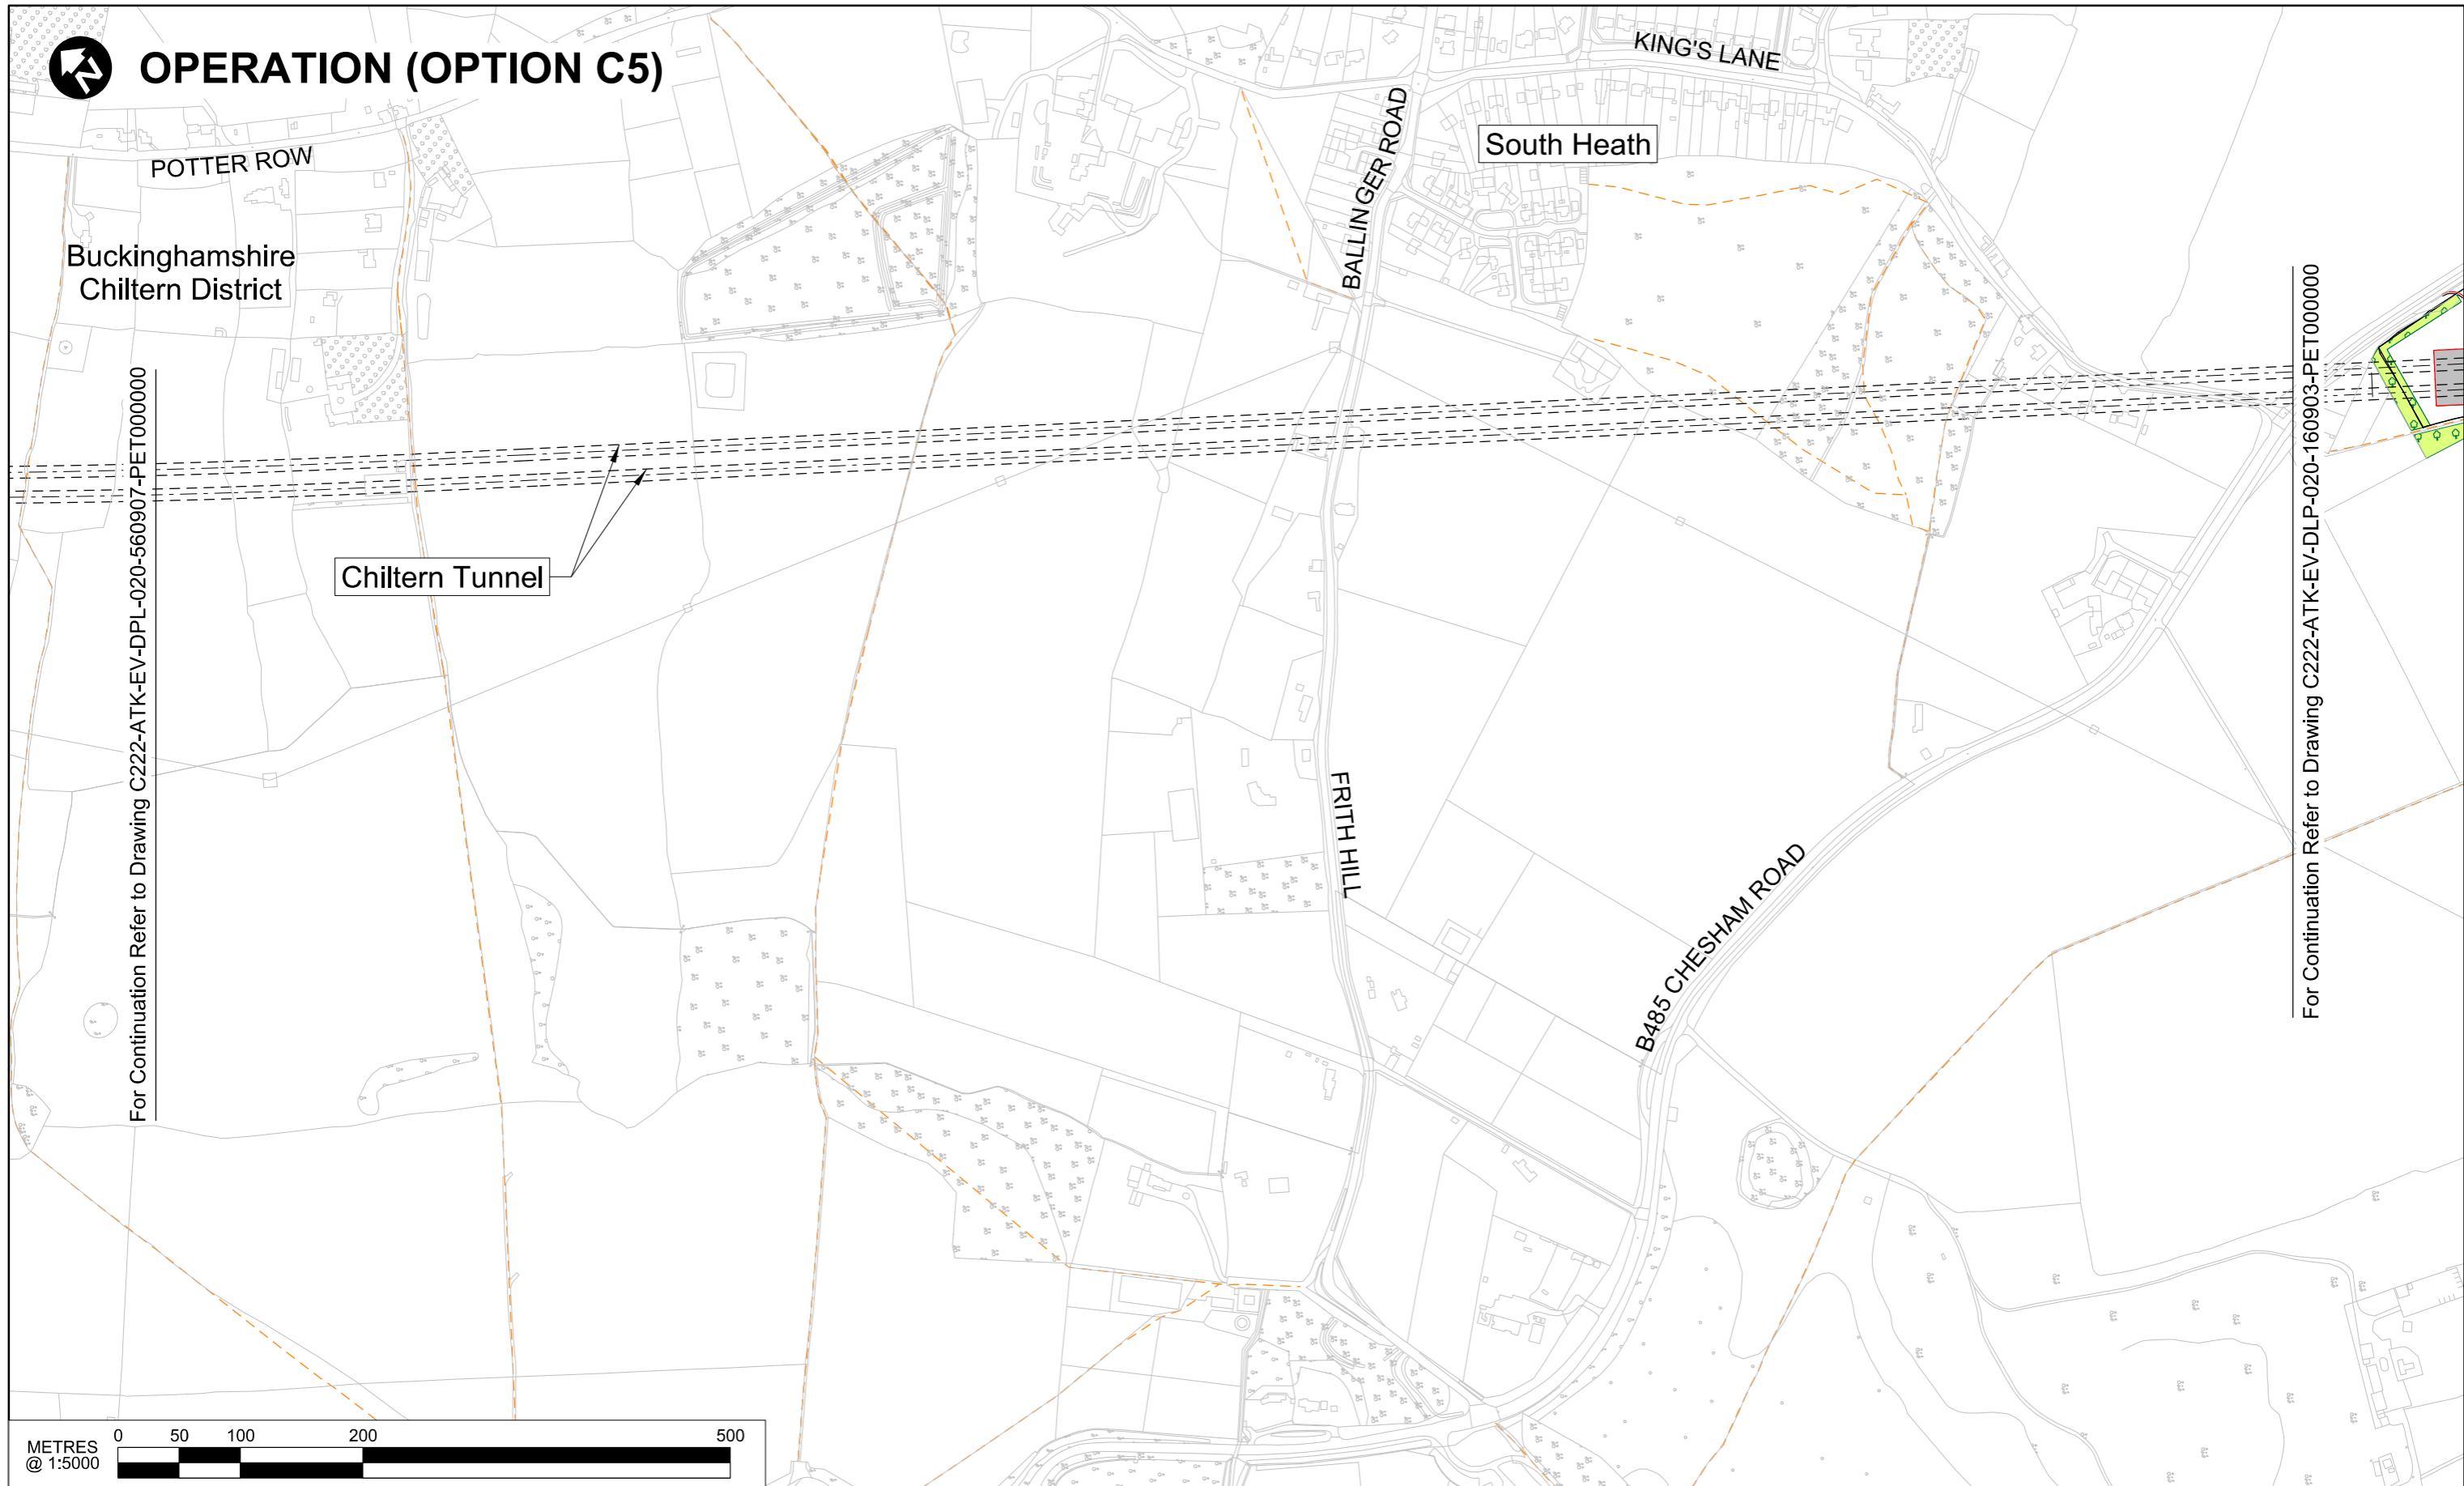 N
OPERATION (OPTION C5)
KING'S LANE
POTTER ROW
BALLINGER ROAD
South Heath
Buckinghamshire
Chiltern District
For Continuation Refer to Drawing C222-ATK-EV-DPL-020-560907-PET000000
For Continuation Refer to Drawing C222-ATK-EV-DLP-020-160903-PET000000
Chiltern Tunnel
FRITH HILL
B485 CHESHAM ROAD
METRES
@ 1:5000
0 50 100 200 500